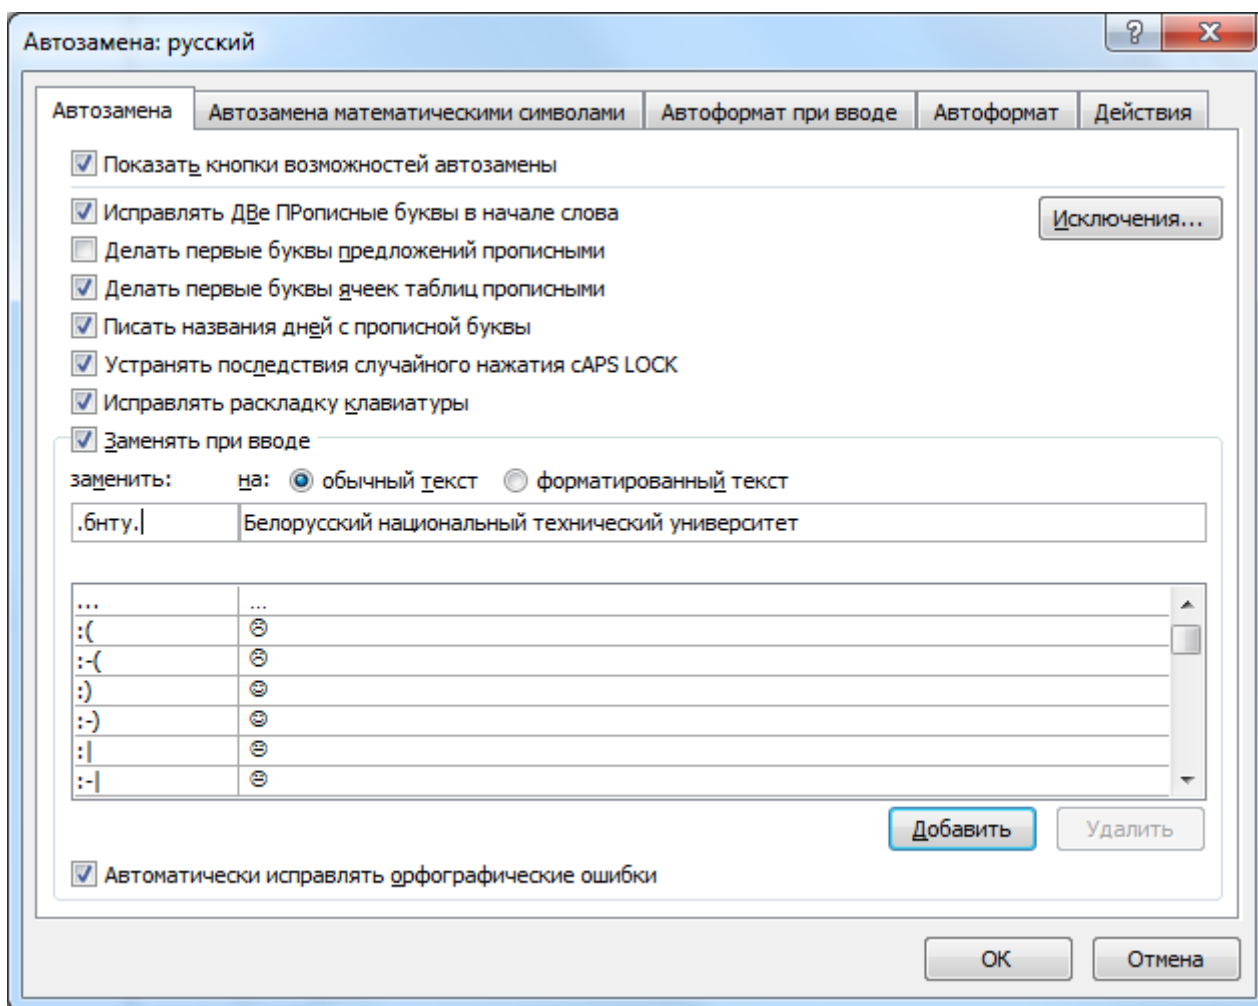 Автозамена: русский
Автозамена Автозамена математическими символами Автоформат при вводе Автоформат Действия
Показать кнопки возможностей автозамены
Исправлять ДВе ПРописные буквы в начале слова Исключения...
Делать первые буквы предложений прописными
Делать первые буквы ячеек таблиц прописными
Писать названия дней с прописной буквы
Устранять последствия случайного нажатия cAPS LOCK
Исправлять раскладку клавиатуры
Заменять при вводе
заменить: на: обычный текст форматированный текст
.бнту. Белорусский национальный технический университет
... …
:( ☹
:-( ☹
:) ☺
:-) ☺
:| 😐
:-| 😐
Добавить Удалить
Автоматически исправлять орфографические ошибки
ОК Отмена